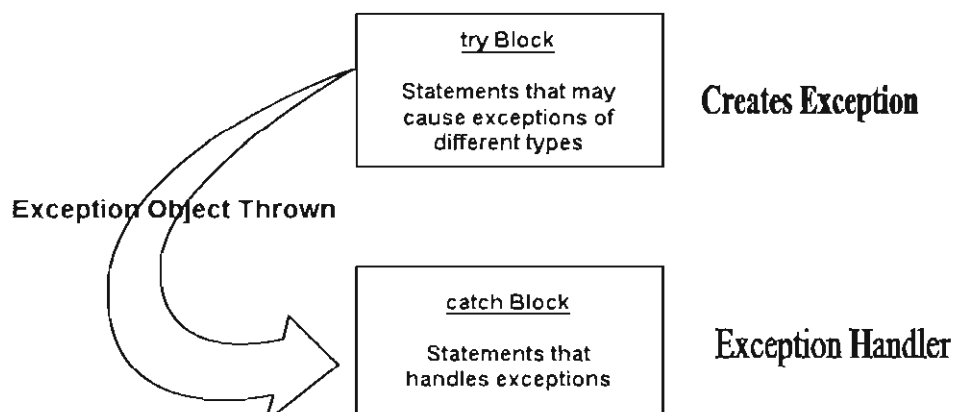 try Block
Statements that may
cause exceptions of
different types
Creates Exception
Exception Object Thrown
catch Block
Statements that
handles exceptions
Exception Handler